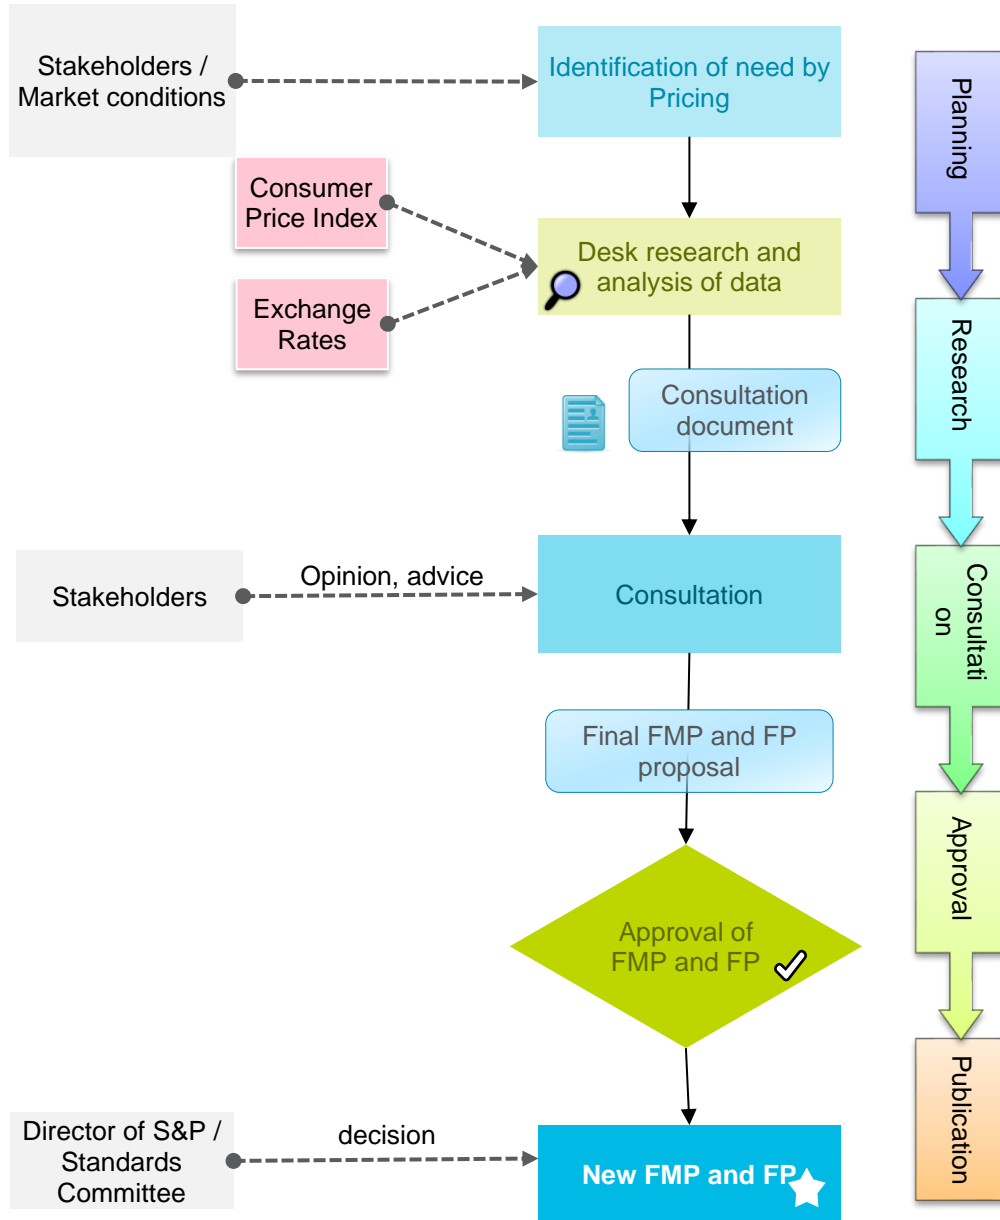 Stakeholders /
Market conditions
Identification of need by
Pricing
Planning
Consumer
Price Index
Desk research and
analysis of data
Exchange
Rates
Research
Consultation
document
Stakeholders
Opinion, advice
Consultation
Consultati
on
Final FMP and FP
proposal
Approval
Approval of
FMP and FP
Director of S&P /
Standards
Committee
decision
New FMP and FP
Publication